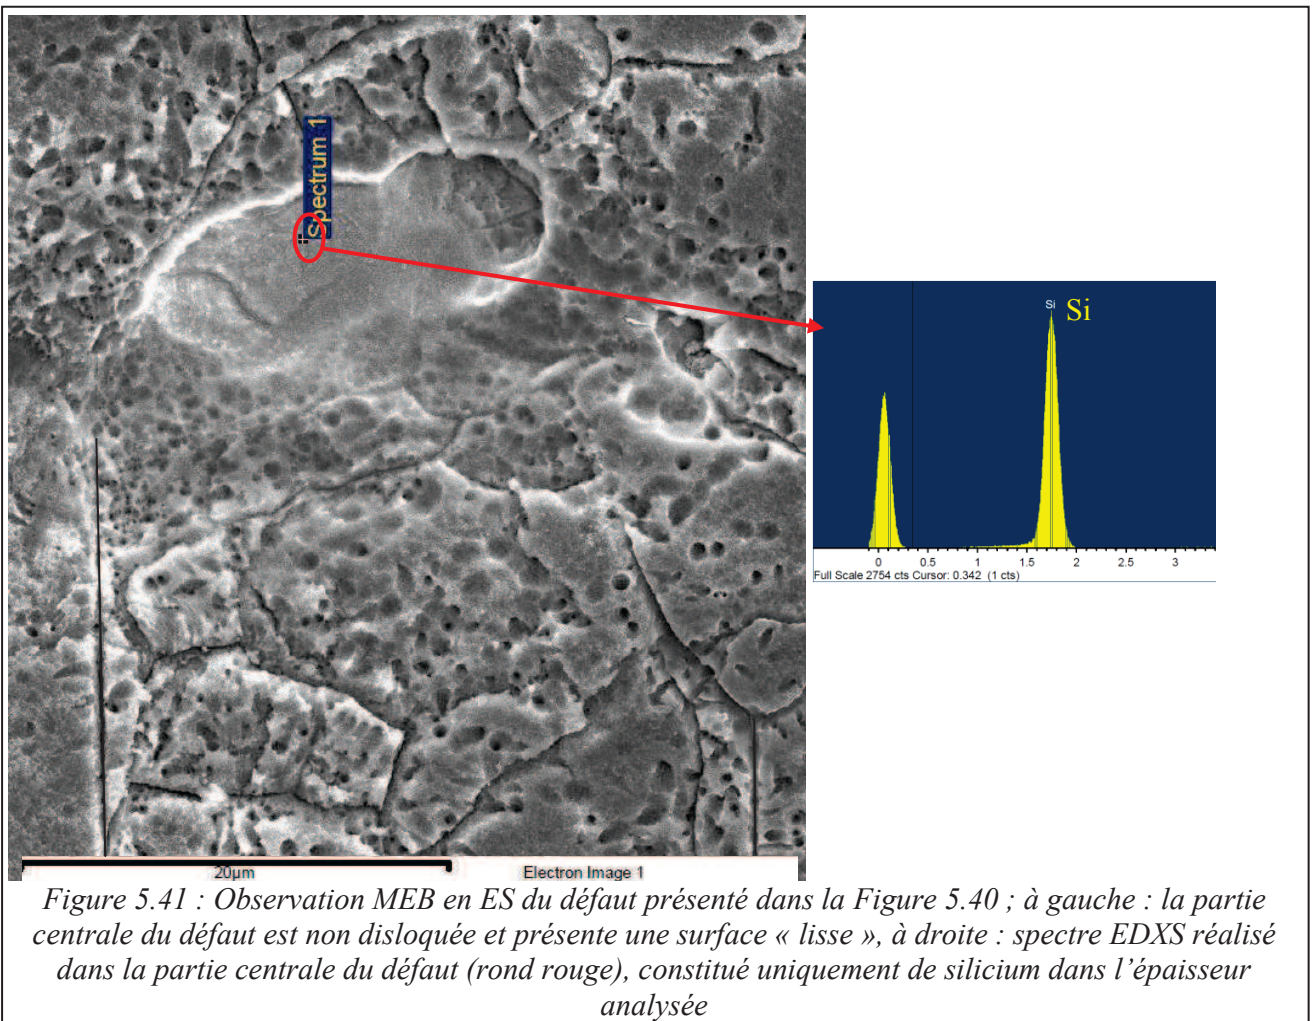 Spectrum 1
Si
Si
0 0.5 1 1.5 2 2.5 3
Full Scale 2754 cts Cursor: 0.342 (1 cts)
20µm Electron Image 1
Figure 5.41 : Observation MEB en ES du défaut présenté dans la Figure 5.40 ; à gauche : la partie
centrale du défaut est non disloquée et présente une surface « lisse », à droite : spectre EDXS réalisé
dans la partie centrale du défaut (rond rouge), constitué uniquement de silicium dans l’épaisseur
analysée